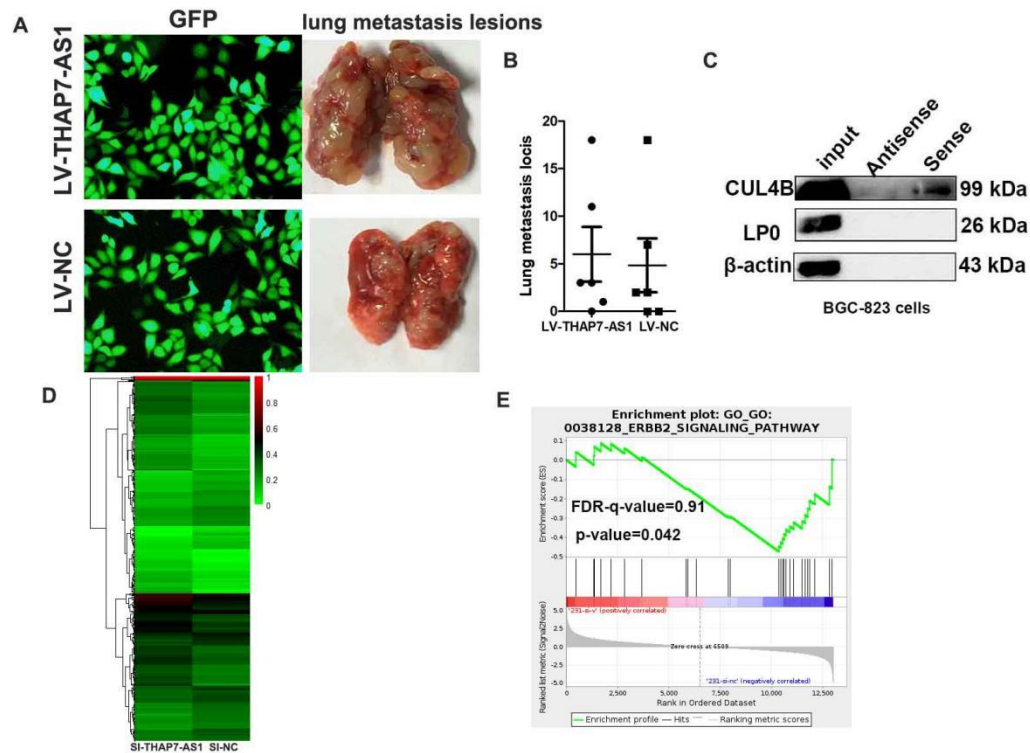 A
GFP
lung metastasis lesions
LV-THAP7-AS1
LV-NC
B
Lung metastasis locis
20
15
10
5
0
LV-THAP7-AS1 LV-NC
C
input
Antisense
Sense
CUL4B 99 kDa
LP0 26 kDa
β-actin 43 kDa
BGC-823 cells
D
1
0.8
0.6
0.4
0.2
0
SI-THAP7-AS1 SI-NC
E
Enrichment plot: GO_GO:
0038128_ERBB2_SIGNALING_PATHWAY
Enrichment score (ES)
0.1
0.0
-0.1
-0.2
-0.3
-0.4
-0.5
FDR-q-value=0.91
p-value=0.042
Ranked list metric (Signal2Noise)
5.0
2.5
0.0
-2.5
-5.0
'231-si-v' (positively correlated)
Zero cross at 6509
'231-si-nc' (negatively correlated)
0 2,500 5,000 7,500 10,000 12,500
Rank in Ordered Dataset
Enrichment profile Hits Ranking metric scores